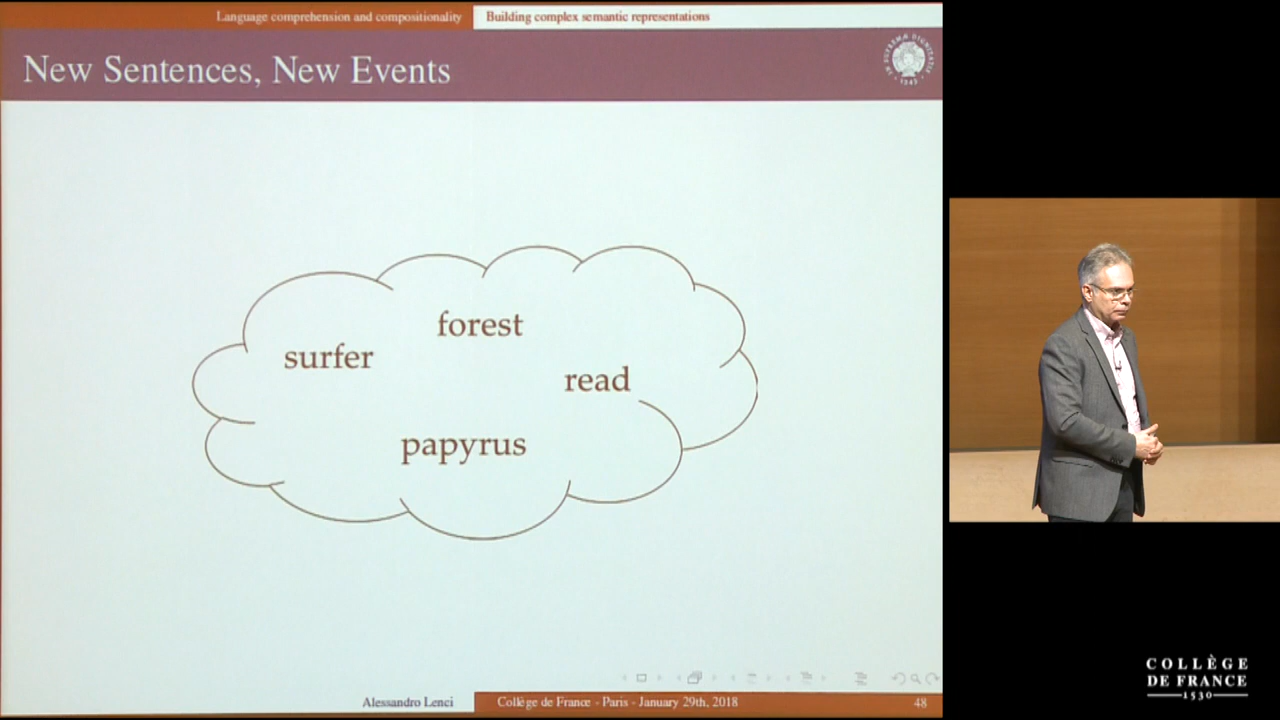 Language comprehension and compositionality Building complex semantic representations
New Sentences, New Events
forest
surfer
read
papyrus
Alessandro Lenci Collège de France - Paris - January 29th, 2018 48
COLLÈGE
DE FRANCE
1530